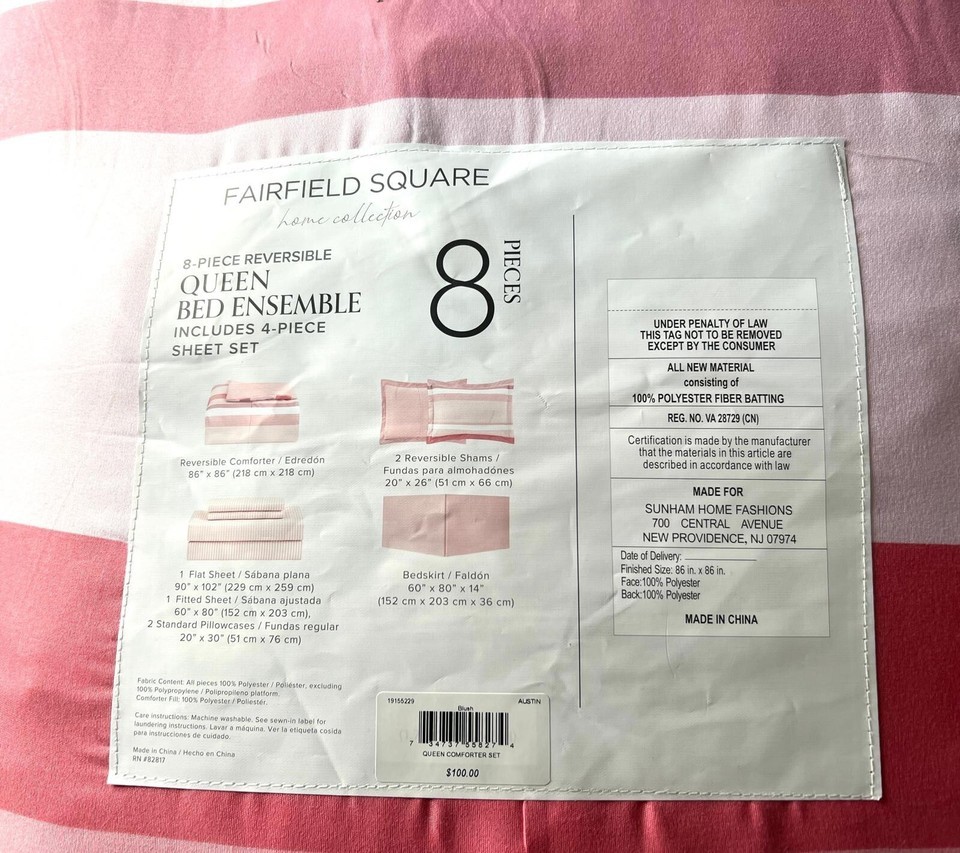 FAIRFIELD SQUARE
home collection
8-PIECE REVERSIBLE
QUEEN
BED ENSEMBLE
INCLUDES 4-PIECE
SHEET SET
8 PIECES
Reversible Comforter / Edredón
86" x 86" (218 cm x 218 cm)
2 Reversible Shams /
Fundas para almohadónes
20" x 26" (51 cm x 66 cm)
1 Flat Sheet / Sábana plana
90" x 102" (229 cm x 259 cm)
1 Fitted Sheet / Sábana ajustada
60" x 80" (152 cm x 203 cm),
2 Standard Pillowcases / Fundas regular
20" x 30" (51 cm x 76 cm)
Bedskirt / Faldón
60" x 80" x 14"
(152 cm x 203 cm x 36 cm)
Fabric Content: All pieces 100% Polyester / Poliéster, excluding
100% Polypropylene / Polipropileno platform.
Comforter Fill: 100% Polyester / Poliestér.
Care Instructions: Machine washable. See sewn-in label for
laundering instructions. Lavar a máquina. Ver la etiqueta cosida
para instrucciones de cuidado.
Made in China / Hecho en China
RN #82817
19155229 AUSTIN
Blush
7 34737 55827 4
QUEEN COMFORTER SET
$100.00
UNDER PENALTY OF LAW
THIS TAG NOT TO BE REMOVED
EXCEPT BY THE CONSUMER
ALL NEW MATERIAL
consisting of
100% POLYESTER FIBER BATTING
REG. NO. VA 28729 (CN)
Certification is made by the manufacturer
that the materials in this article are
described in accordance with law
MADE FOR
SUNHAM HOME FASHIONS
700 CENTRAL AVENUE
NEW PROVIDENCE, NJ 07974
Date of Delivery:
Finished Size: 86 in. x 86 in.
Face:100% Polyester
Back:100% Polyester
MADE IN CHINA